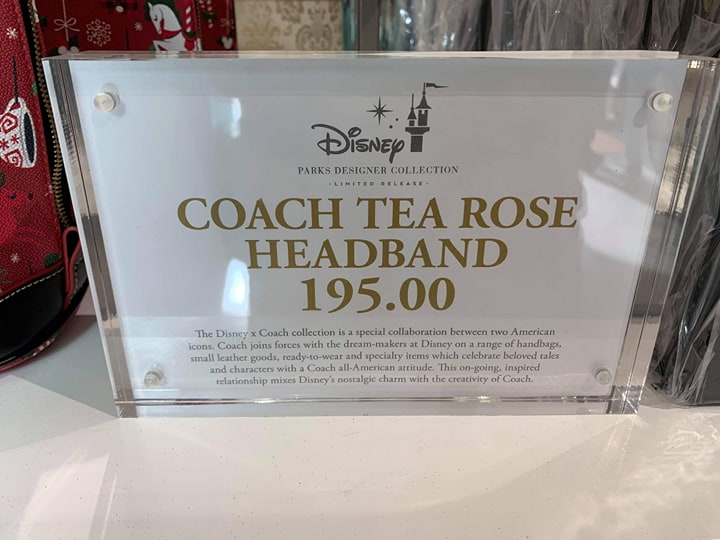 Disney
PARKS DESIGNER COLLECTION
· LIMITED RELEASE ·
COACH TEA ROSE
HEADBAND
195.00
The Disney x Coach collection is a special collaboration between two American
icons. Coach joins forces with the dream-makers at Disney on a range of handbags,
small leather goods, ready-to-wear and specialty items which celebrate beloved tales
and characters with a Coach all-American attitude. This on-going, inspired
relationship mixes Disney's nostalgic charm with the creativity of Coach.